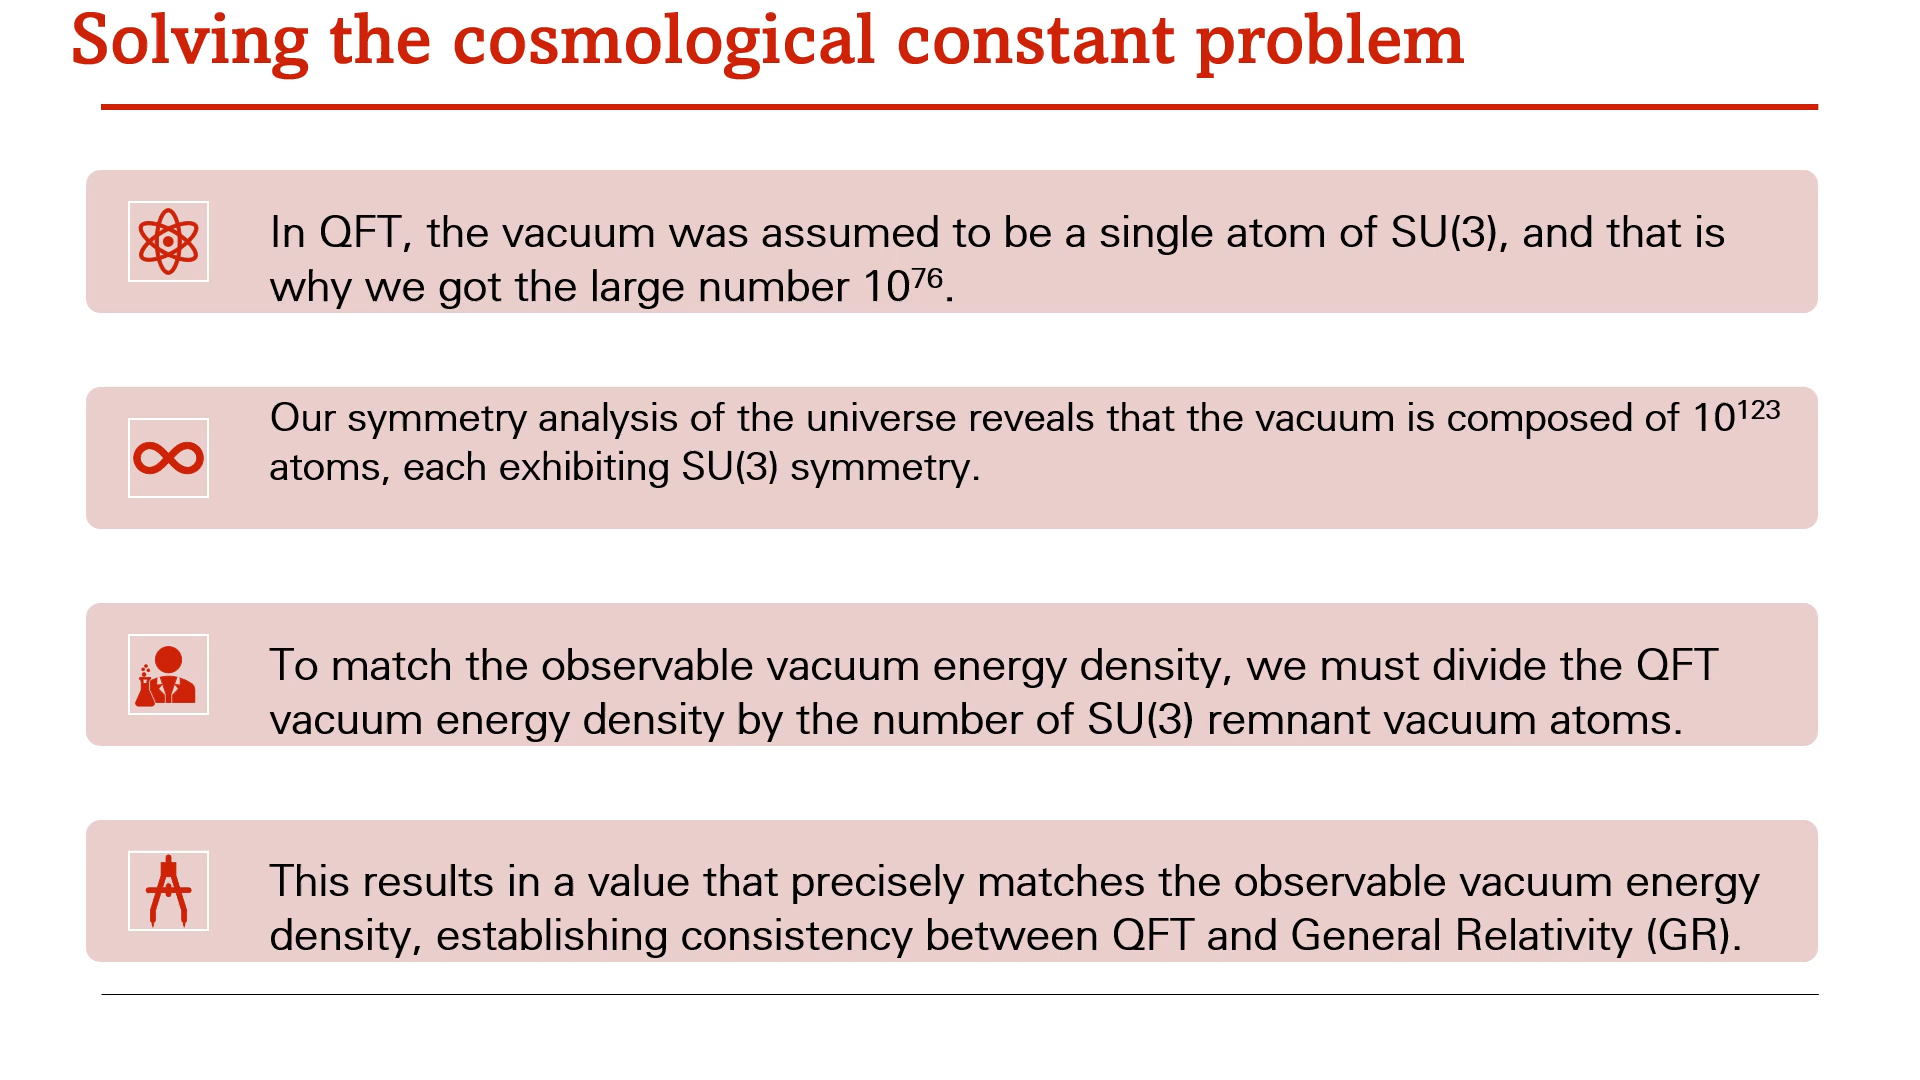 Solving the cosmological constant problem
In QFT, the vacuum was assumed to be a single atom of SU(3), and that is
why we got the large number 10⁷⁶.
Our symmetry analysis of the universe reveals that the vacuum is composed of 10¹²³
atoms, each exhibiting SU(3) symmetry.
To match the observable vacuum energy density, we must divide the QFT
vacuum energy density by the number of SU(3) remnant vacuum atoms.
This results in a value that precisely matches the observable vacuum energy
density, establishing consistency between QFT and General Relativity (GR).